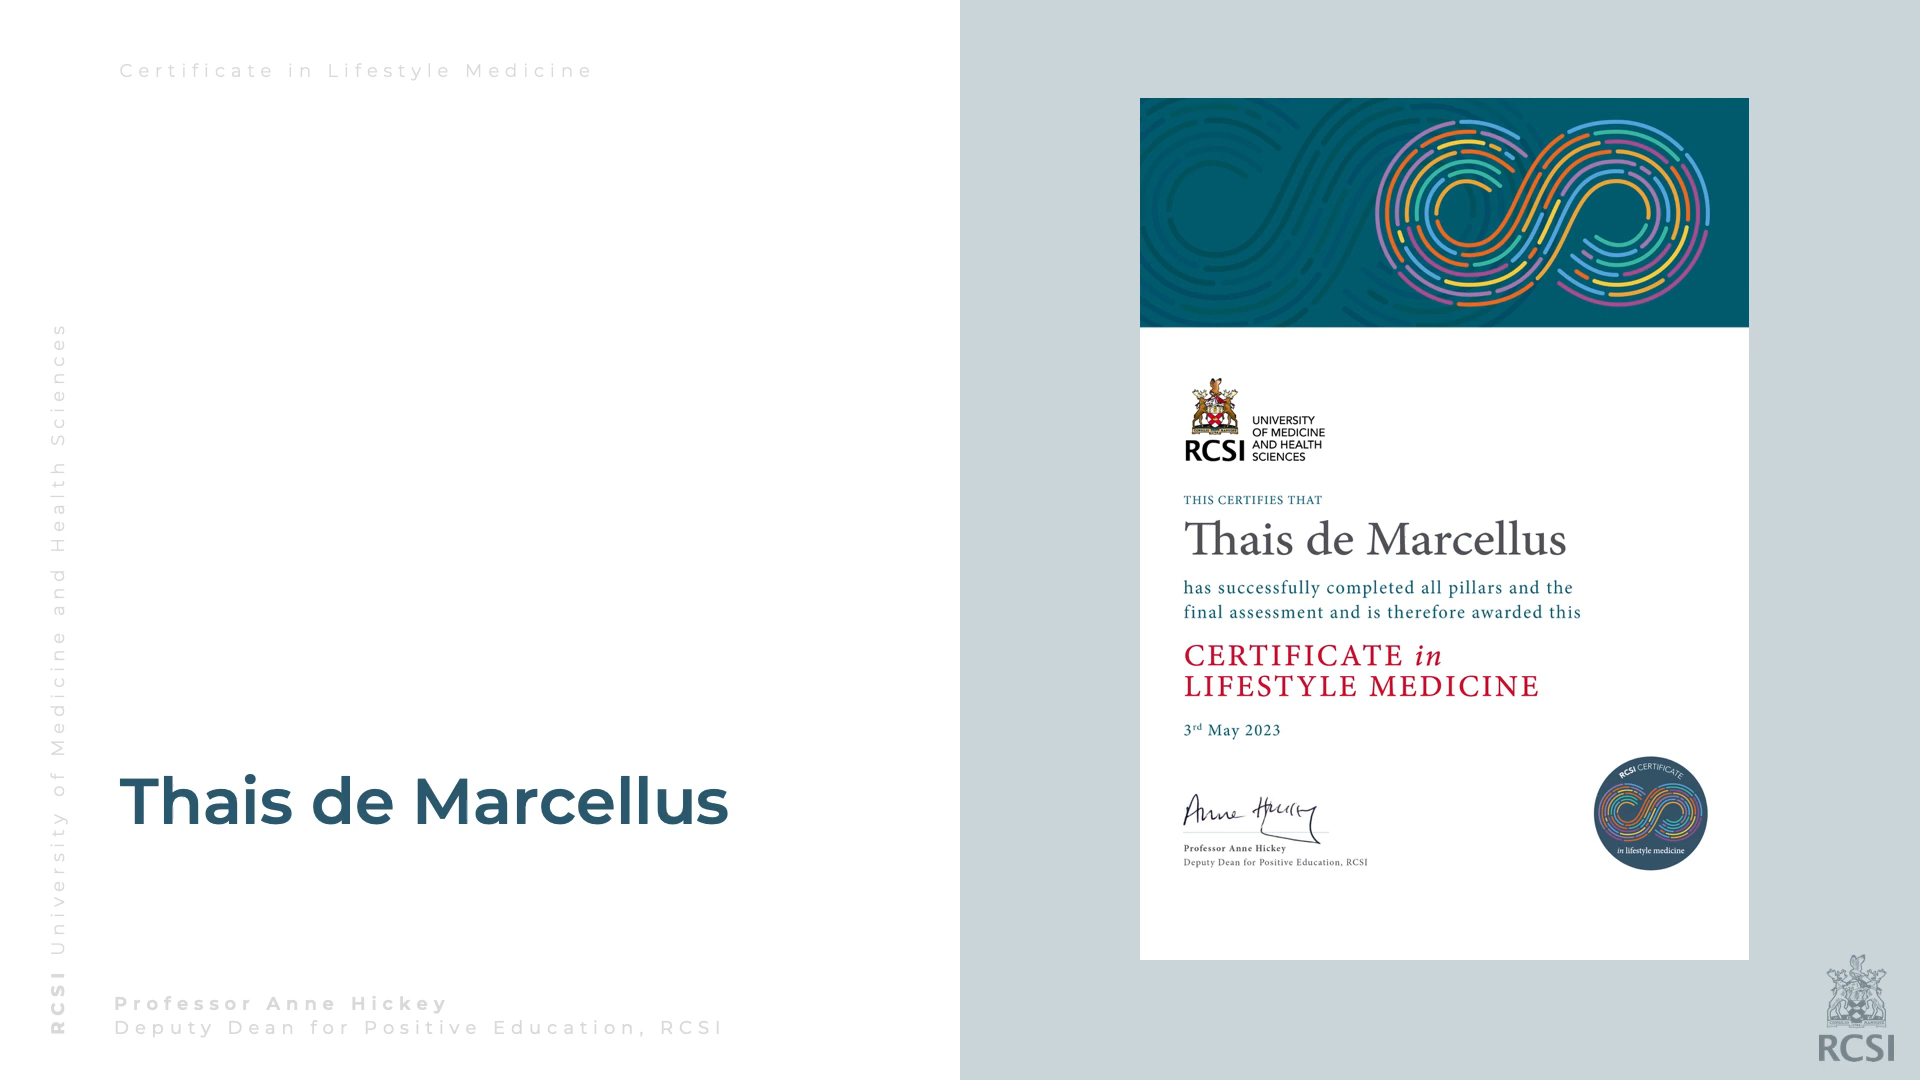 Certificate in Lifestyle Medicine
RCSI University of Medicine and Health Sciences
Thais de Marcellus
Professor Anne Hickey
Deputy Dean for Positive Education, RCSI
RCSI
UNIVERSITY
OF MEDICINE
AND HEALTH
SCIENCES
THIS CERTIFIES THAT
Thais de Marcellus
has successfully completed all pillars and the
final assessment and is therefore awarded this
CERTIFICATE in
LIFESTYLE MEDICINE
3rd May 2023
Anne Hickey
Professor Anne Hickey
Deputy Dean for Positive Education, RCSI
RCSI CERTIFICATE
in lifestyle medicine
RCSI